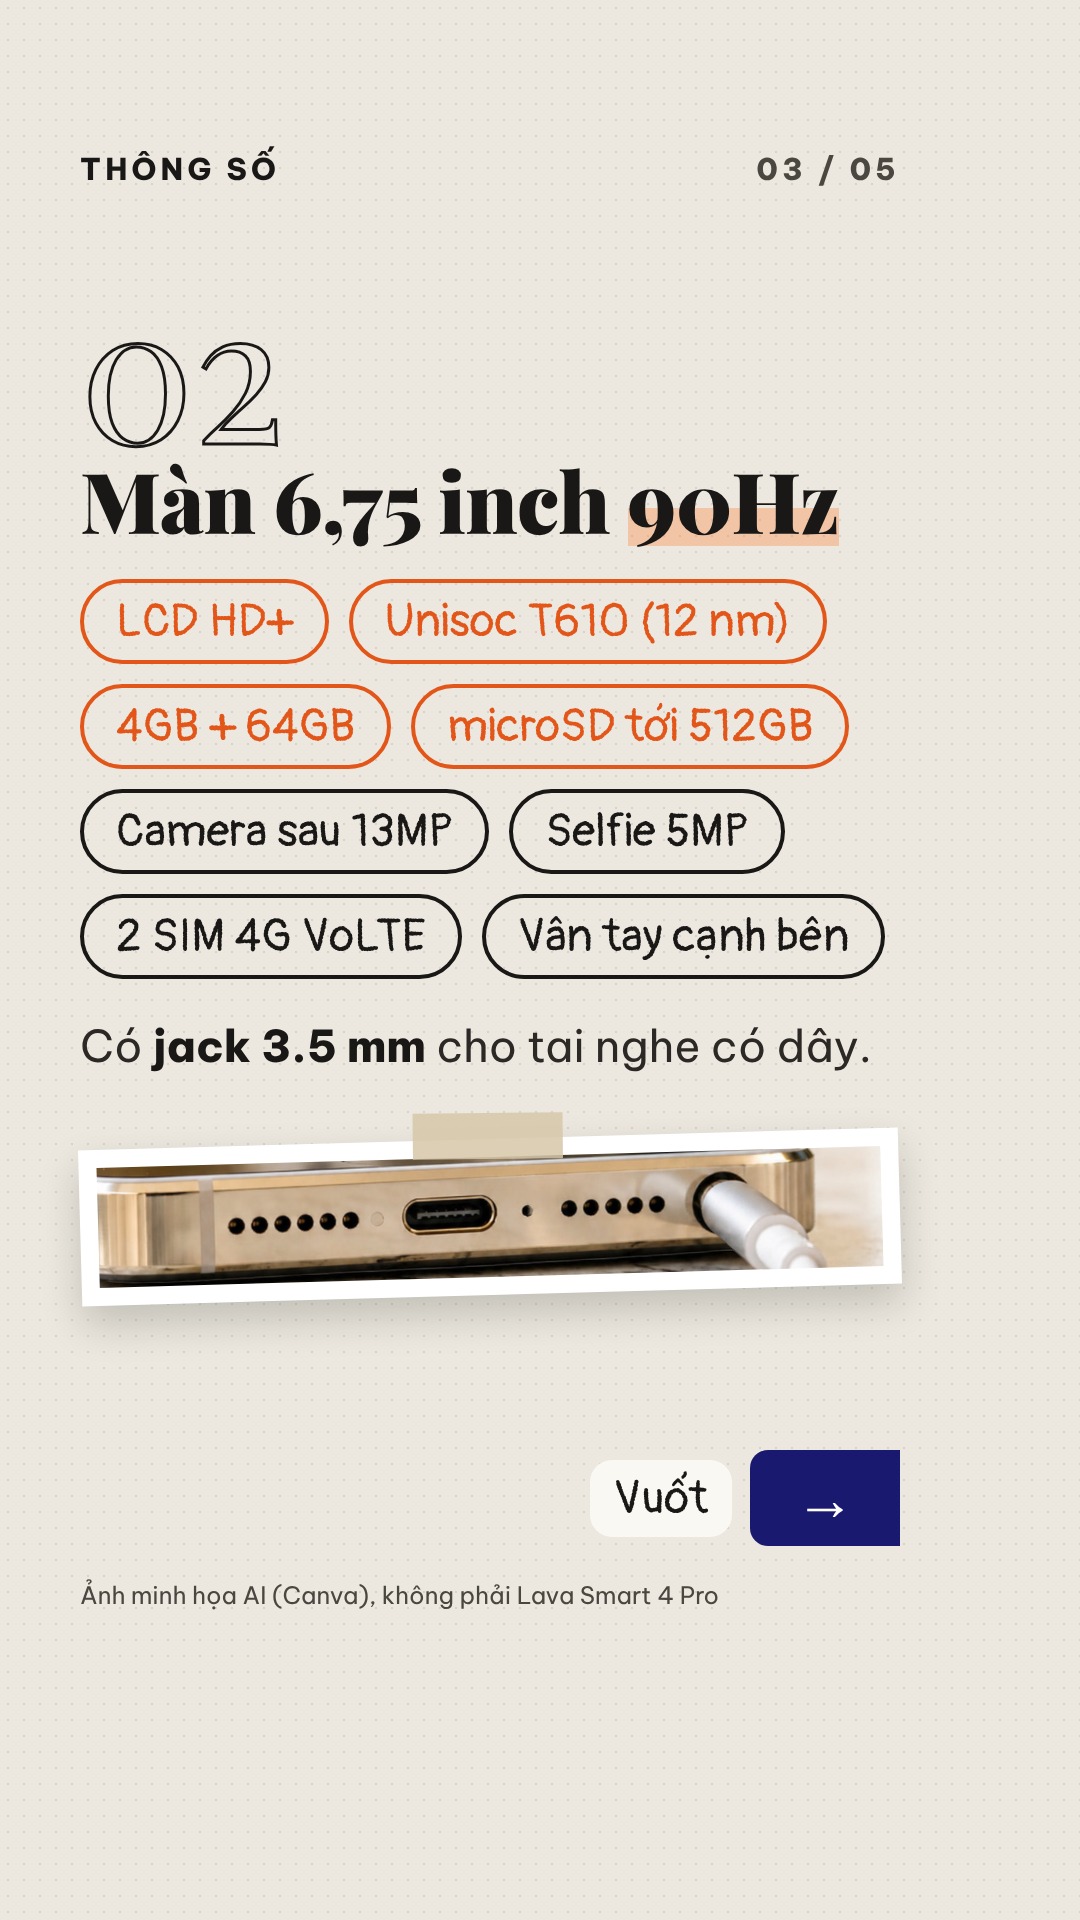 THÔNG SỐ
03 / 05
02
Màn 6,75 inch 90Hz
LCD HD+
Unisoc T610 (12 nm)
4GB + 64GB
microSD tới 512GB
Camera sau 13MP
Selfie 5MP
2 SIM 4G VoLTE
Vân tay cạnh bên
Có jack 3.5 mm cho tai nghe có dây.
Vuốt →
Ảnh minh họa AI (Canva), không phải Lava Smart 4 Pro